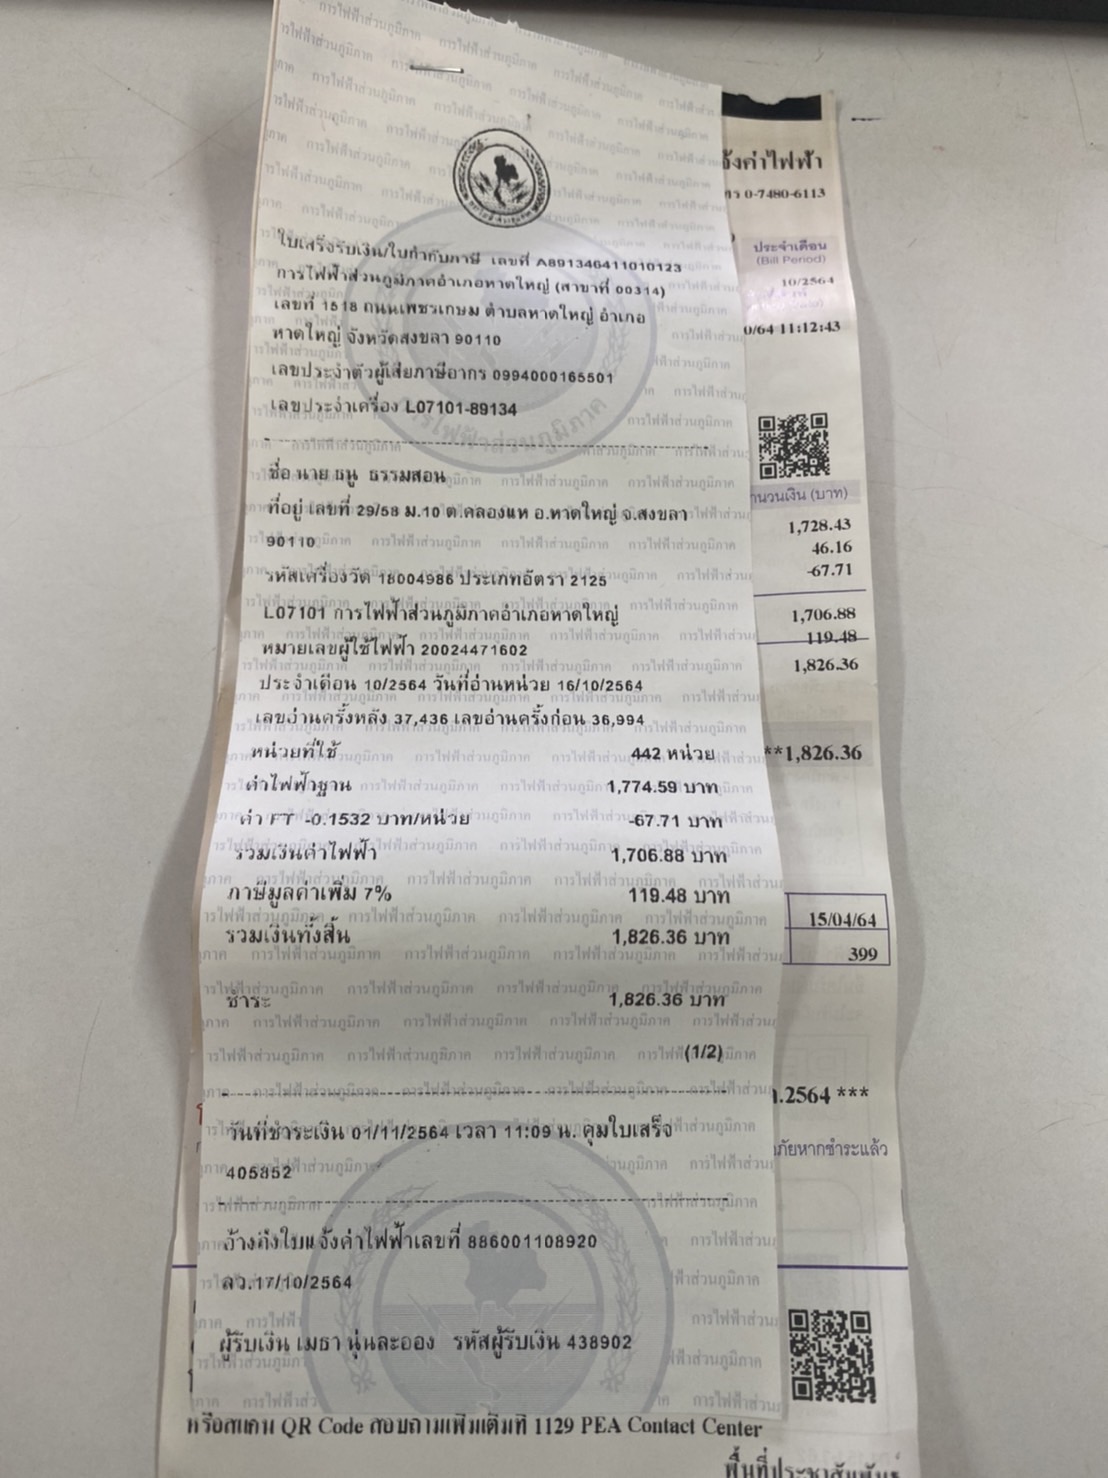 ใบเสร็จรับเงิน/ใบกำกับภาษี เลขที่ A891346411010123
การไฟฟ้าส่วนภูมิภาคอำเภอหาดใหญ่ (สาขาที่ 00314)
เลขที่ 1518 ถนนเพชรเกษม ตำบลหาดใหญ่ อำเภอ
หาดใหญ่ จังหวัดสงขลา 90110
เลขประจำตัวผู้เสียภาษีอากร 0994000165501
เลขประจำเครื่อง L07101-89134
ชื่อ นาย ธนู ธรรมสอน
ที่อยู่ เลขที่ 29/58 ม.10 ต.คลองแห อ.หาดใหญ่ จ.สงขลา
90110
รหัสเครื่องวัด 18004986 ประเภทอัตรา 2125
L07101 การไฟฟ้าส่วนภูมิภาคอำเภอหาดใหญ่
หมายเลขผู้ใช้ไฟฟ้า 20024471602
ประจำเดือน 10/2564 วันที่อ่านหน่วย 16/10/2564
เลขอ่านครั้งหลัง 37,436 เลขอ่านครั้งก่อน 36,994
หน่วยที่ใช้ 442 หน่วย
ค่าไฟฟ้าฐาน 1,774.59 บาท
ค่า FT -0.1532 บาท/หน่วย -67.71 บาท
รวมเงินค่าไฟฟ้า 1,706.88 บาท
ภาษีมูลค่าเพิ่ม 7% 119.48 บาท
รวมเงินทั้งสิ้น 1,826.36 บาท
ชำระ 1,826.36 บาท
(1/2)
วันที่ชำระเงิน 01/11/2564 เวลา 11:09 น. คุมใบเสร็จ
405852
อ้างถึงใบแจ้งค่าไฟฟ้าเลขที่ 886001108920
ลว.17/10/2564
ผู้รับเงิน เมธา นุ่นละออง รหัสผู้รับเงิน 438902
หรือสแกน QR Code สอบถามเพิ่มเติมที่ 1129 PEA Contact Center
พื้นที่ประชาสัมพันธ์
จ้งค่าไฟฟ้า
0-7480-6113
ประจำเดือน
(Bill Period)
10/2564
0/64 11:12:43
จำนวนเงิน (บาท)
1,728.43
46.16
-67.71
1,706.88
119.48
1,826.36
**1,826.36
15/04/64
399
.2564 ***
ภัยหากชำระแล้ว